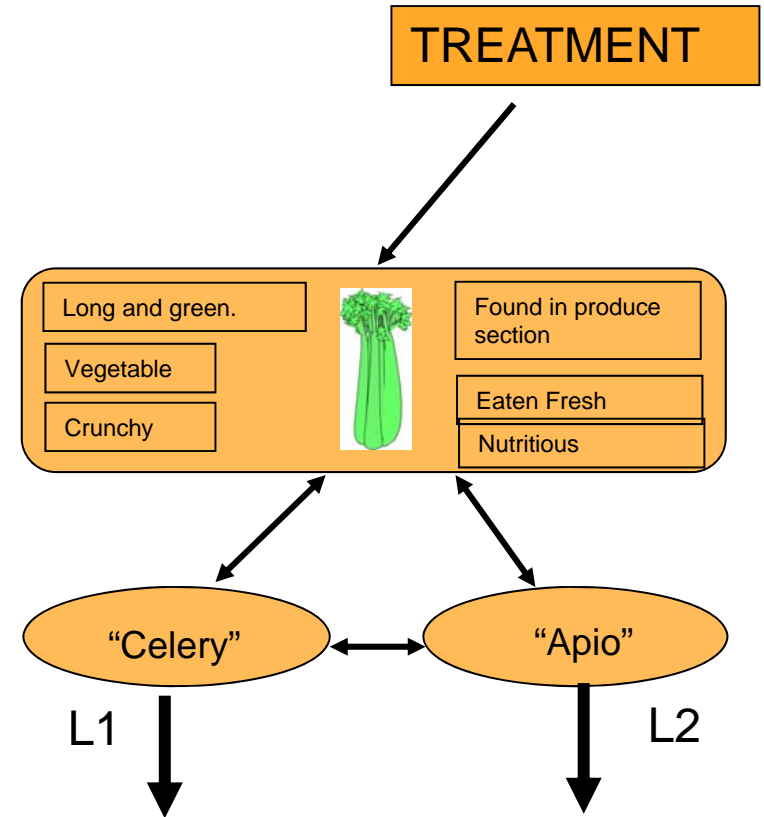 TREATMENT
Long and green.
Vegetable
Crunchy
Found in produce
section
Eaten Fresh
Nutritious
“Celery”
“Apio”
L1
L2